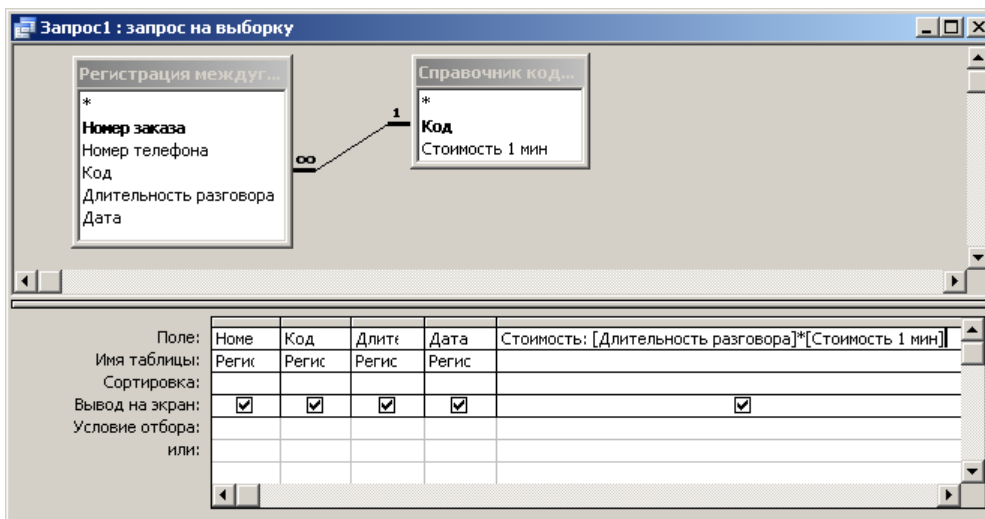 Запрос1 : запрос на выборку
Регистрация междуг...
*
Номер заказа
Номер телефона
Код
Длительность разговора
Дата
∞
1
Справочник код...
*
Код
Стоимость 1 мин
Поле: Номе Код Длите Дата Стоимость: [Длительность разговора]*[Стоимость 1 мин]
Имя таблицы: Регис Регис Регис Регис
Сортировка:
Вывод на экран:
Условие отбора:
или: